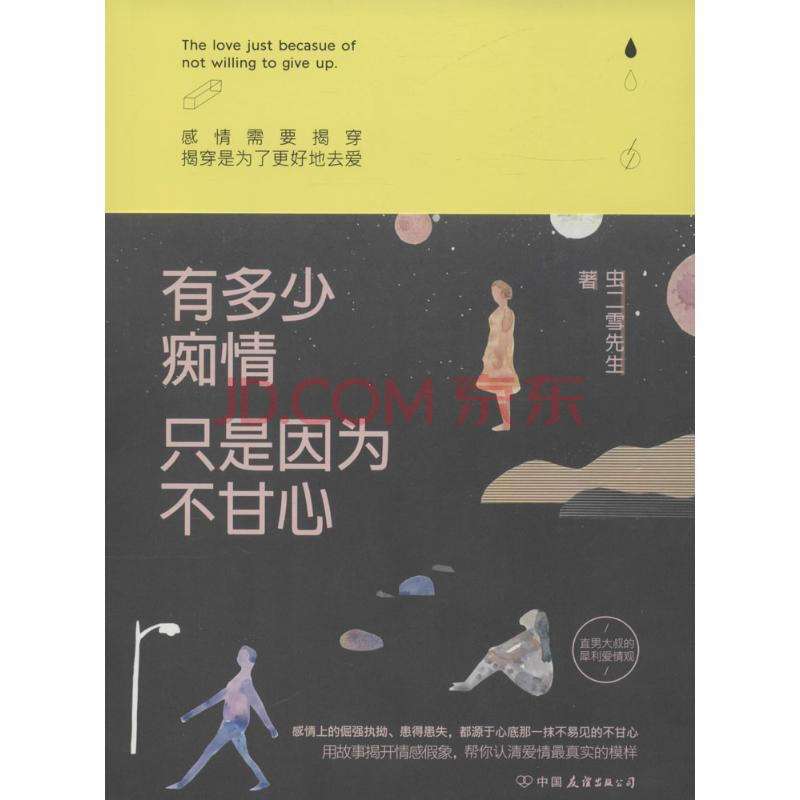 The love just becasue of
not willing to give up.
感情需要揭穿
揭穿是为了更好地去爱
有多少
痴情
只是因为
不甘心
虫二雪先生
著
JD.COM 京东
直男大叔的
犀利爱情观
感情上的倔强执拗、患得患失，都源于心底那一抹不易见的不甘心
用故事揭开情感假象，帮你认清爱情最真实的模样
中国友谊出版公司